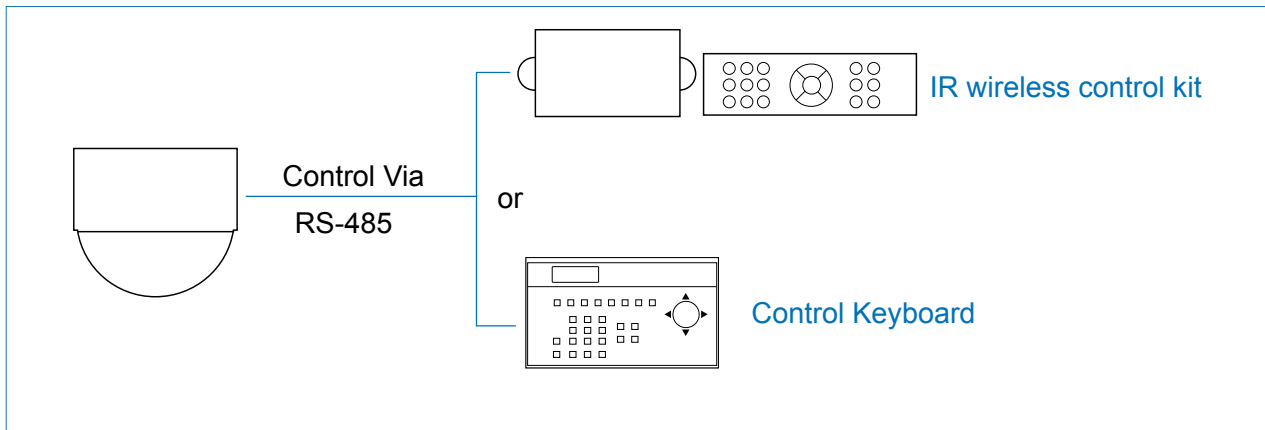 IR wireless control kit
Control Via
RS-485
or
Control Keyboard